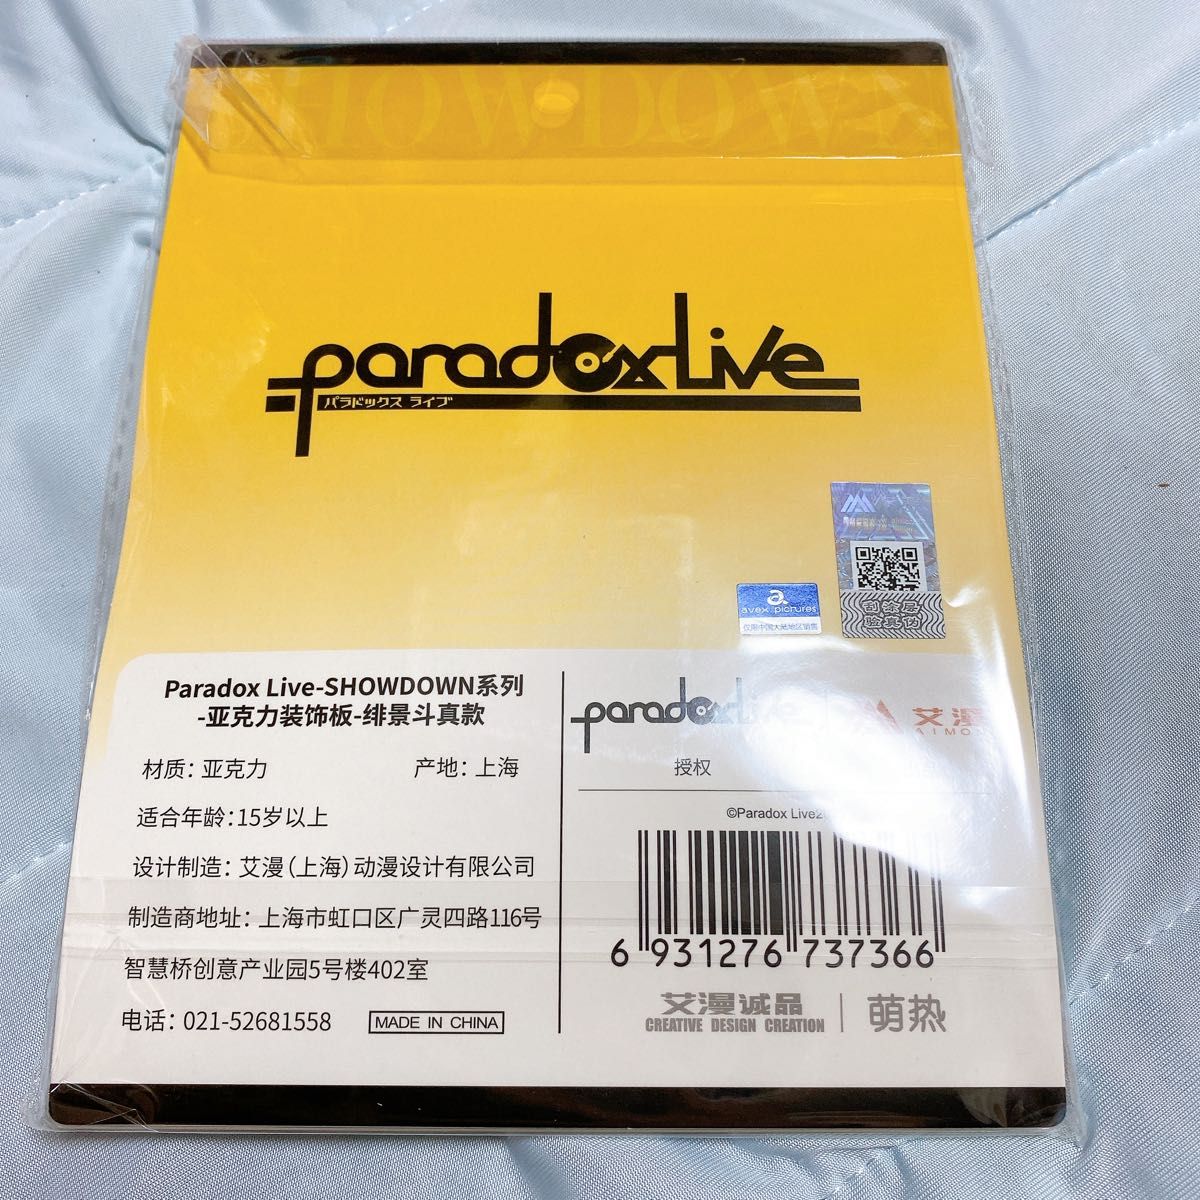 SHOWDOWN
paradox Live
パラドックス ライブ
avex pictures
仅限中国大陆地区销售
刮涂层
验真伪
Paradox Live-SHOWDOWN系列
-亚克力装饰板-绯景斗真款
材质：亚克力
产地：上海
适合年龄：15岁以上
设计制造：艾漫（上海）动漫设计有限公司
制造商地址：上海市虹口区广灵四路116号
智慧桥创意产业园5号楼402室
电话：021-52681558
MADE IN CHINA
paradox Live
艾漫
授权
©Paradox Live
6 931276 737366
艾漫诚品
CREATIVE DESIGN CREATION
萌热